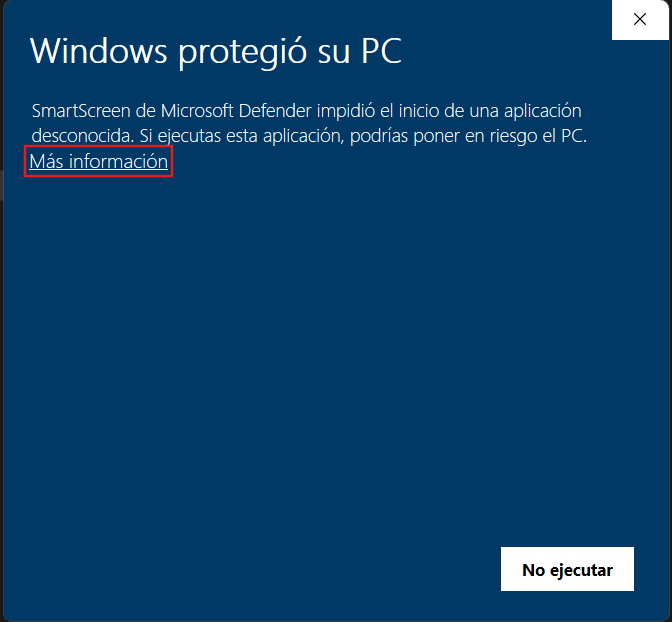 Windows protegió su PC
SmartScreen de Microsoft Defender impidió el inicio de una aplicación
desconocida. Si ejecutas esta aplicación, podrías poner en riesgo el PC.
Más información
No ejecutar